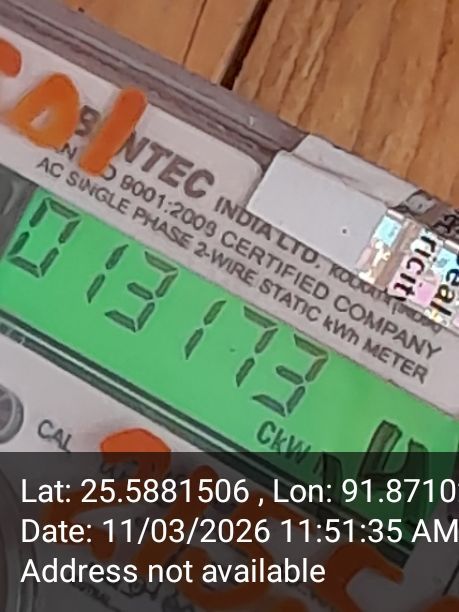 INDIA LTD.
9001:2008 CERTIFIED COMPANY
AC SINGLE PHASE 2-WIRE STATIC kWh METER
013173
CkW
CAL
Lat: 25.5881506 , Lon: 91.8710
Date: 11/03/2026 11:51:35 AM
Address not available